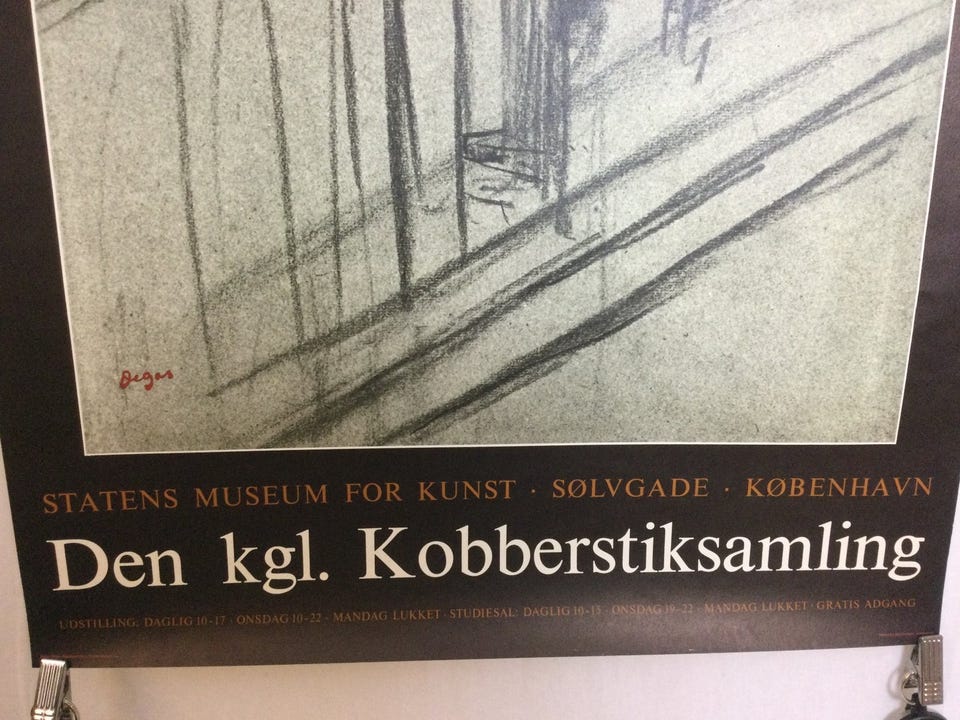 Degas
STATENS MUSEUM FOR KUNST · SØLVGADE · KØBENHAVN
Den kgl. Kobberstiksamling
UDSTILLING: DAGLIG 10-17 · ONSDAG 10-22 · MANDAG LUKKET · STUDIESAL: DAGLIG 10-15 · ONSDAG 19-22 · MANDAG LUKKET · GRATIS ADGANG